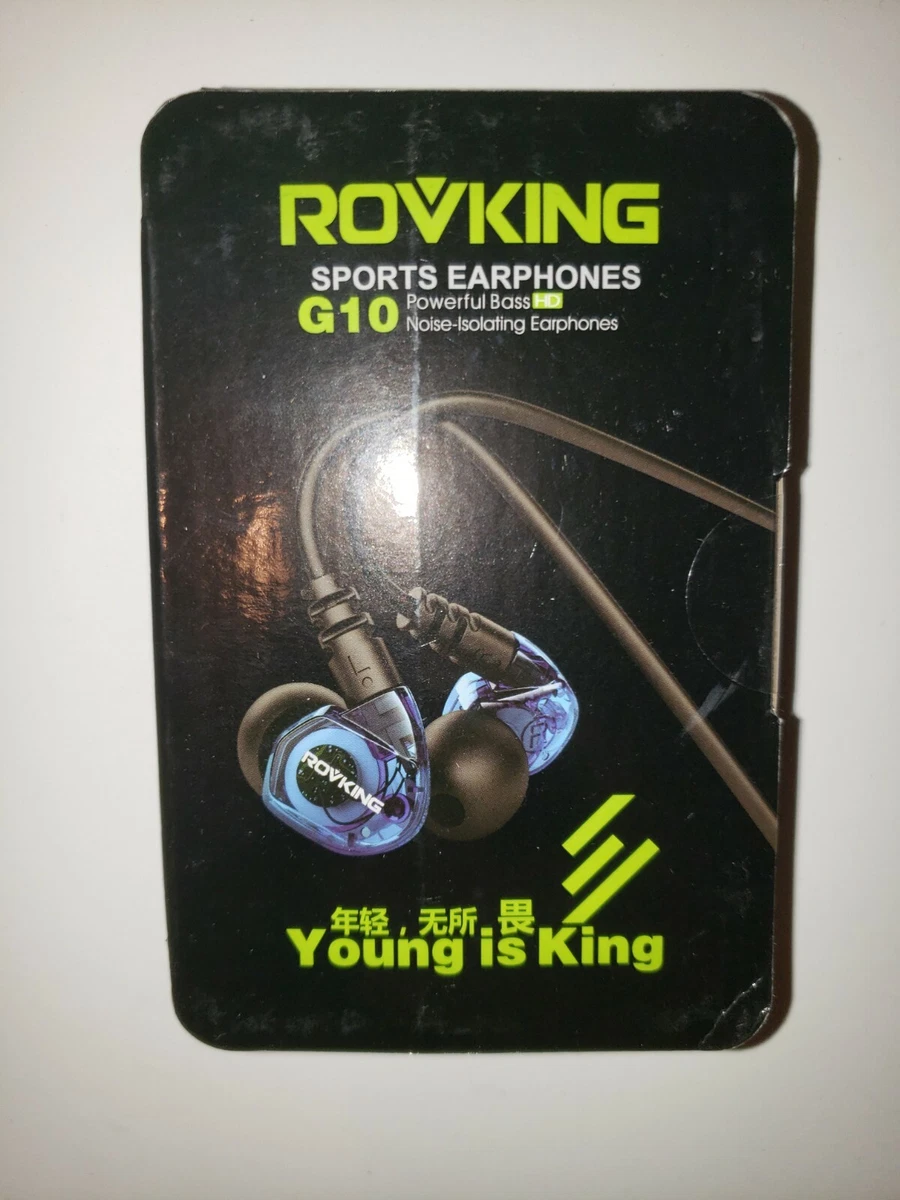 ROVKING
SPORTS EARPHONES
G10 Powerful Bass HD
Noise-Isolating Earphones
ROVKING
年轻，无所 畏
Young is King